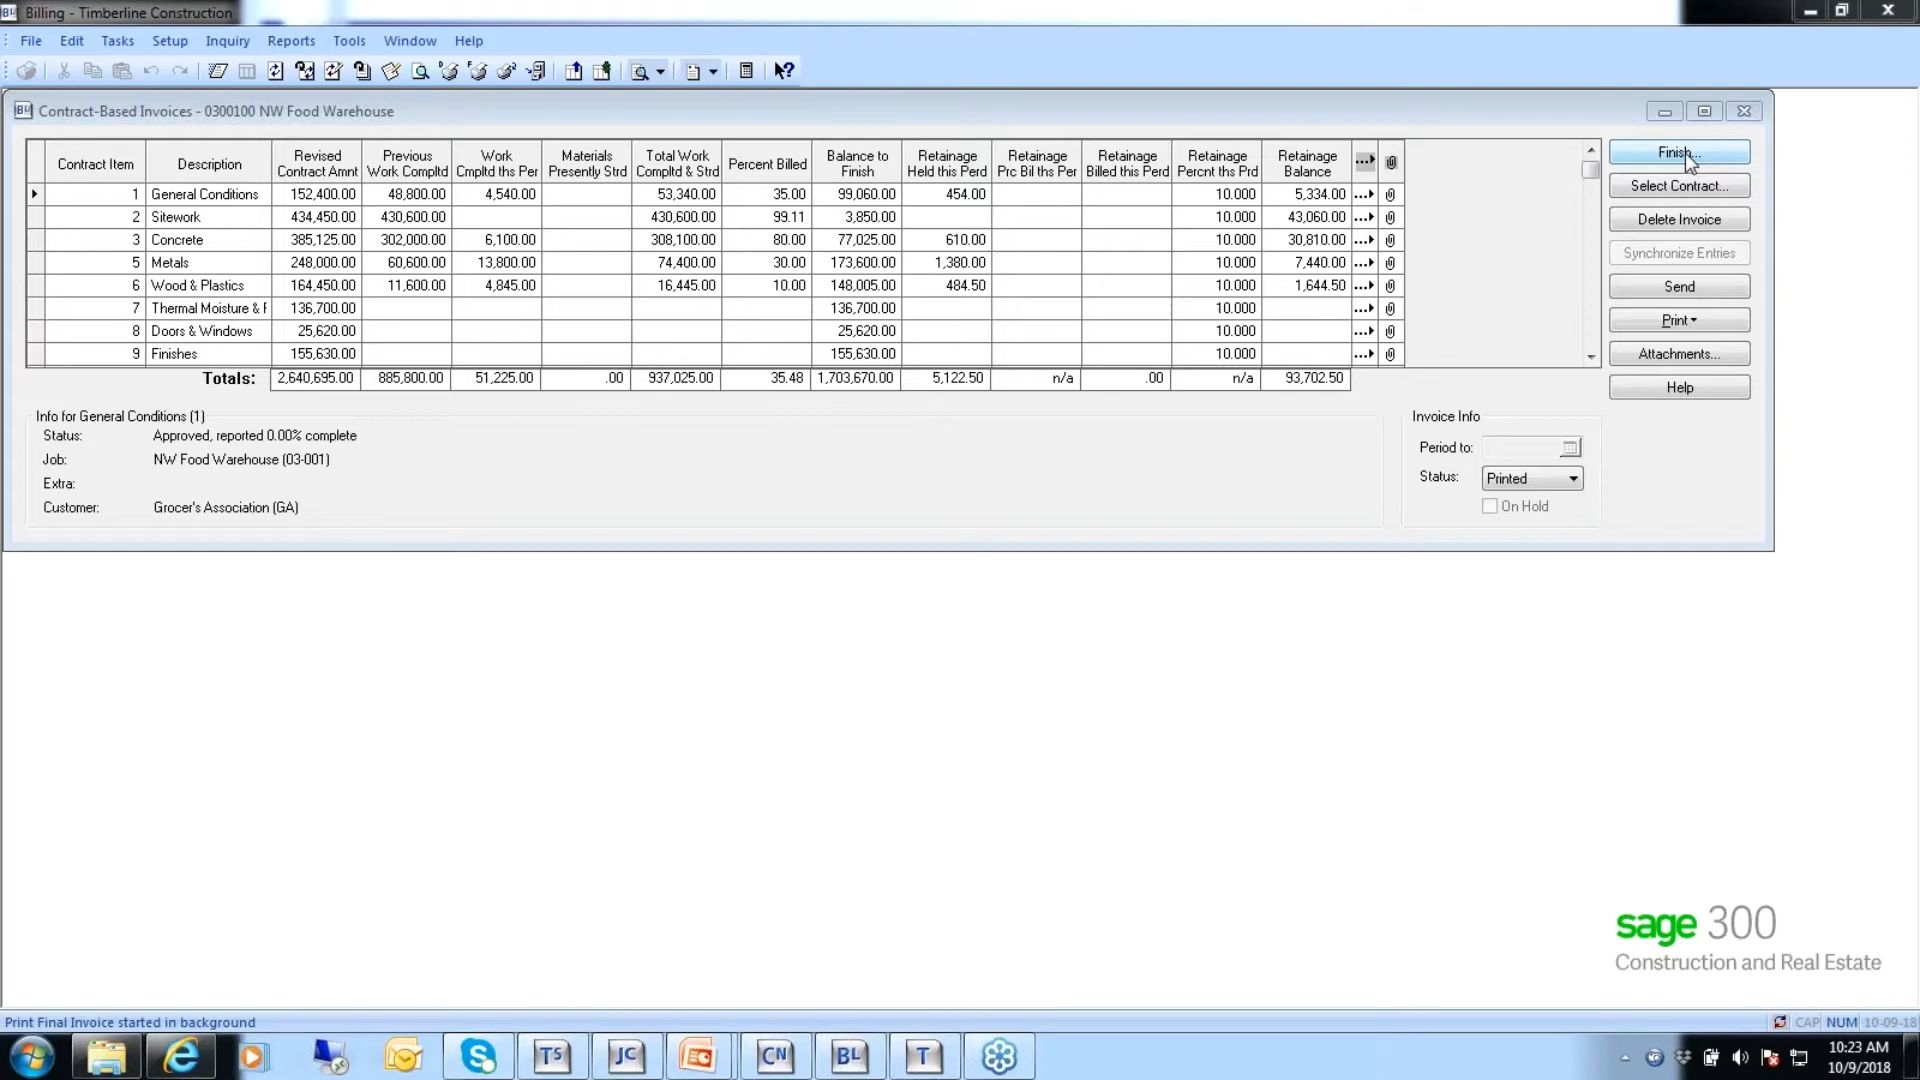 Billing - Timberline Construction
File Edit Tasks Setup Inquiry Reports Tools Window Help
Contract-Based Invoices - 0300100 NW Food Warehouse
Contract Item Description Revised Contract Amnt Previous Work Compltd Work Cmpltd ths Per Materials Presently Strd Total Work Compltd & Strd Percent Billed Balance to Finish Retainage Held this Perd Retainage Prc Bil ths Per Retainage Billed this Perd Retainage Percnt ths Prd Retainage Balance
1 General Conditions 152,400.00 48,800.00 4,540.00 53,340.00 35.00 99,060.00 454.00 10.000 5,334.00
2 Sitework 434,450.00 430,600.00 430,600.00 99.11 3,850.00 10.000 43,060.00
3 Concrete 385,125.00 302,000.00 6,100.00 308,100.00 80.00 77,025.00 610.00 10.000 30,810.00
5 Metals 248,000.00 60,600.00 13,800.00 74,400.00 30.00 173,600.00 1,380.00 10.000 7,440.00
6 Wood & Plastics 164,450.00 11,600.00 4,845.00 16,445.00 10.00 148,005.00 484.50 10.000 1,644.50
7 Thermal Moisture & F 136,700.00 136,700.00 10.000
8 Doors & Windows 25,620.00 25,620.00 10.000
9 Finishes 155,630.00 155,630.00 10.000
Totals: 2,640,695.00 885,800.00 51,225.00 .00 937,025.00 35.48 1,703,670.00 5,122.50 n/a .00 n/a 93,702.50
Finish...
Select Contract...
Delete Invoice
Synchronize Entries
Send
Print
Attachments...
Help
Info for General Conditions (1)
Status: Approved, reported 0.00% complete
Job: NW Food Warehouse (03-001)
Extra:
Customer: Grocer's Association (GA)
Invoice Info
Period to:
Status: Printed
On Hold
sage 300
Construction and Real Estate
Print Final Invoice started in background
CAP NUM 10-09-18
TS JC CN BL T
10:23 AM
10/9/2018